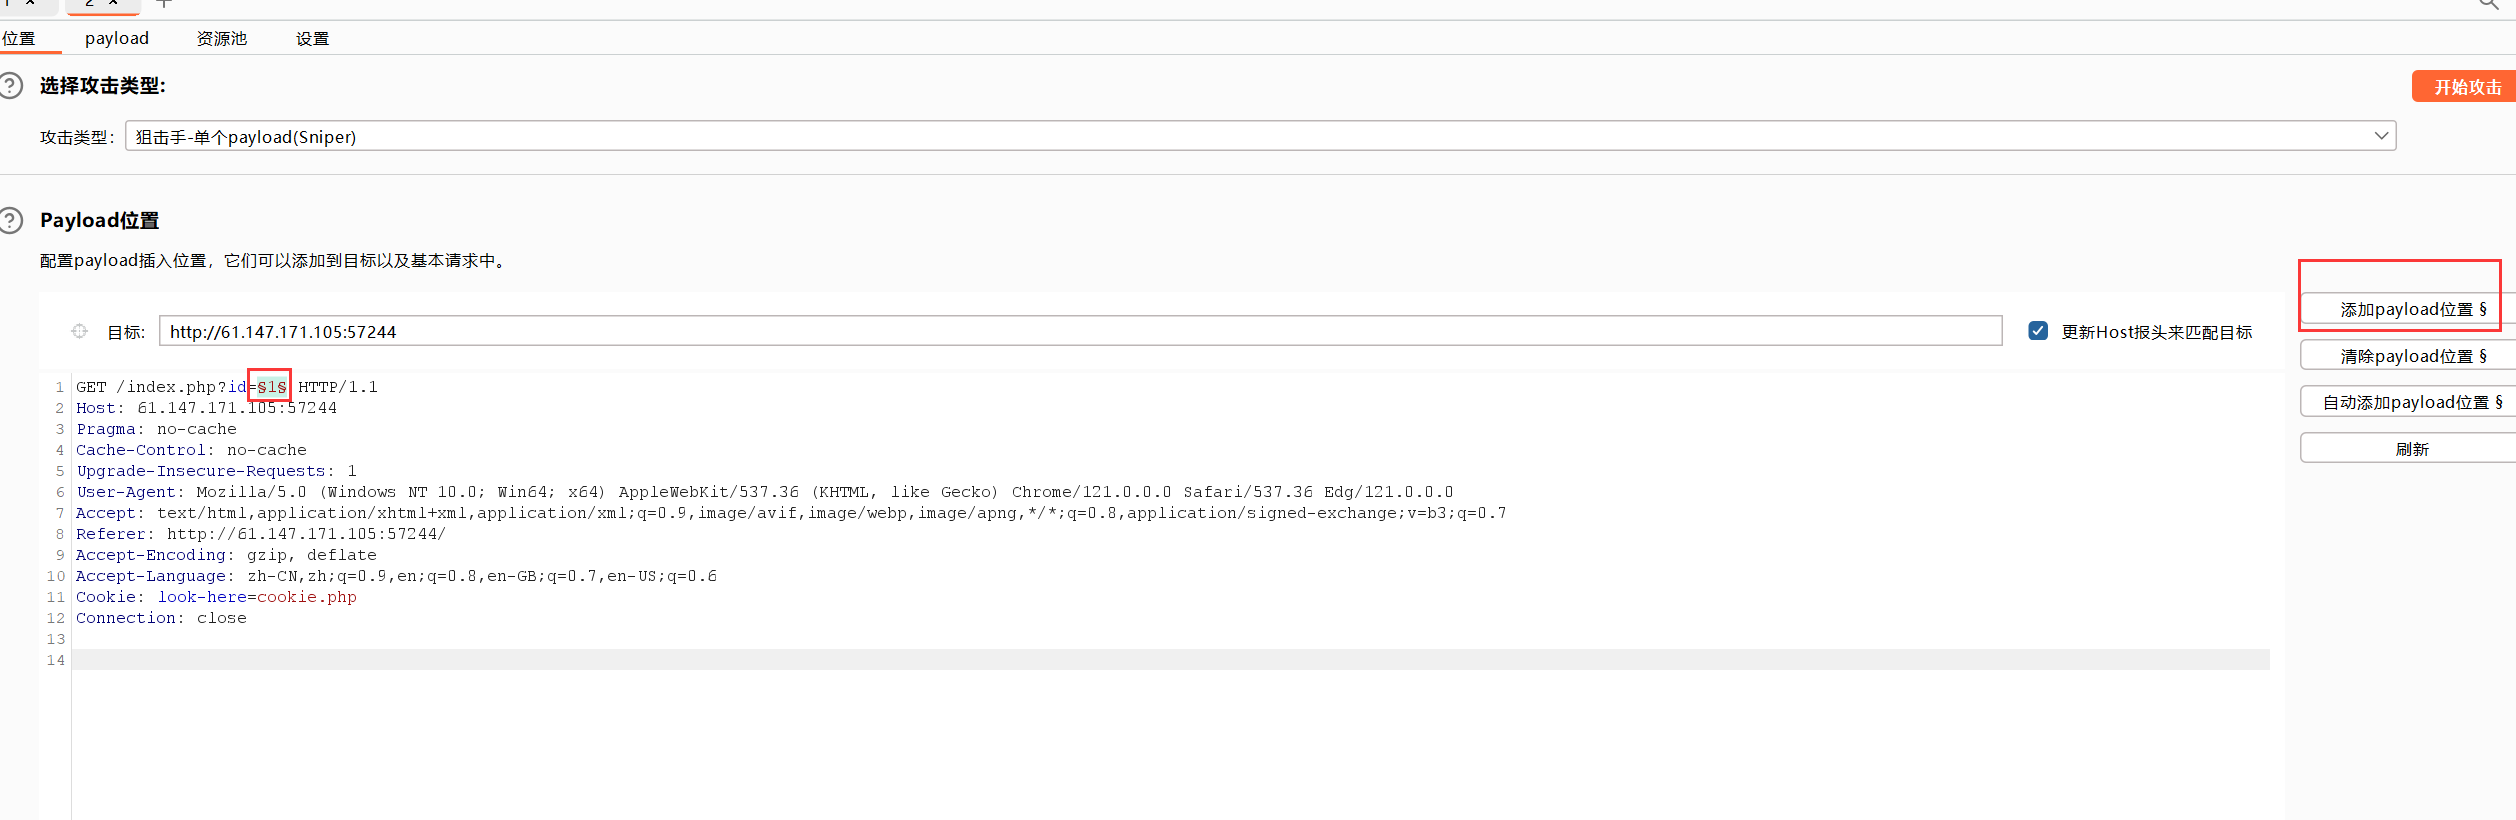 1 × 2 × +
位置 payload 资源池 设置
选择攻击类型:
开始攻击
攻击类型: 狙击手-单个payload(Sniper)
Payload位置
配置payload插入位置，它们可以添加到目标以及基本请求中。
添加payload位置 §
目标: http://61.147.171.105:57244
更新Host报头来匹配目标
清除payload位置 §
自动添加payload位置 §
刷新
1 GET /index.php?id=§1§ HTTP/1.1
2 Host: 61.147.171.105:57244
3 Pragma: no-cache
4 Cache-Control: no-cache
5 Upgrade-Insecure-Requests: 1
6 User-Agent: Mozilla/5.0 (Windows NT 10.0; Win64; x64) AppleWebKit/537.36 (KHTML, like Gecko) Chrome/121.0.0.0 Safari/537.36 Edg/121.0.0.0
7 Accept: text/html,application/xhtml+xml,application/xml;q=0.9,image/avif,image/webp,image/apng,*/*;q=0.8,application/signed-exchange;v=b3;q=0.7
8 Referer: http://61.147.171.105:57244/
9 Accept-Encoding: gzip, deflate
10 Accept-Language: zh-CN,zh;q=0.9,en;q=0.8,en-GB;q=0.7,en-US;q=0.6
11 Cookie: look-here=cookie.php
12 Connection: close
13
14